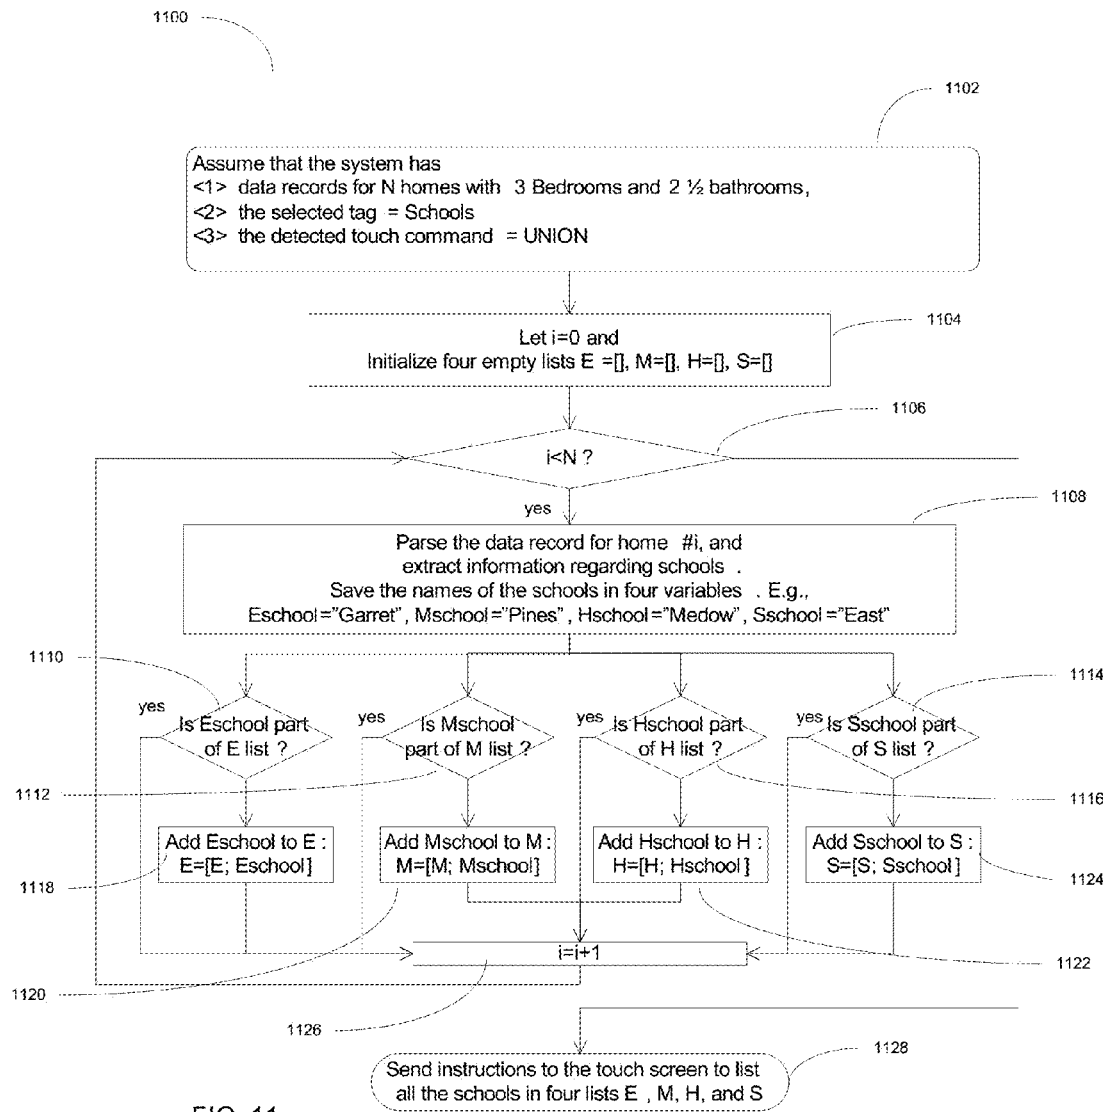 1100
1102
Assume that the system has
<1> data records for N homes with 3 Bedrooms and 2 ½ bathrooms,
<2> the selected tag = Schools
<3> the detected touch command = UNION
1104
Let i=0 and
Initialize four empty lists E =[], M=[], H=[], S=[]
1106
i<N ?
yes
1108
Parse the data record for home #i, and
extract information regarding schools .
Save the names of the schools in four variables . E.g.,
Eschool="Garret", Mschool="Pines", Hschool="Medow", Sschool="East"
1110
1114
yes
Is Eschool part
of E list ?
yes
Is Mschool
part of M list ?
yes
Is Hschool part
of H list ?
yes
Is Sschool part
of S list ?
1112
1116
Add Eschool to E :
E=[E; Eschool]
Add Mschool to M :
M=[M; Mschool]
Add Hschool to H :
H=[H; Hschool]
Add Sschool to S :
S=[S; Sschool]
1118
1124
i=i+1
1122
1120
1126
1128
Send instructions to the touch screen to list
all the schools in four lists E , M, H, and S
FIG. 11